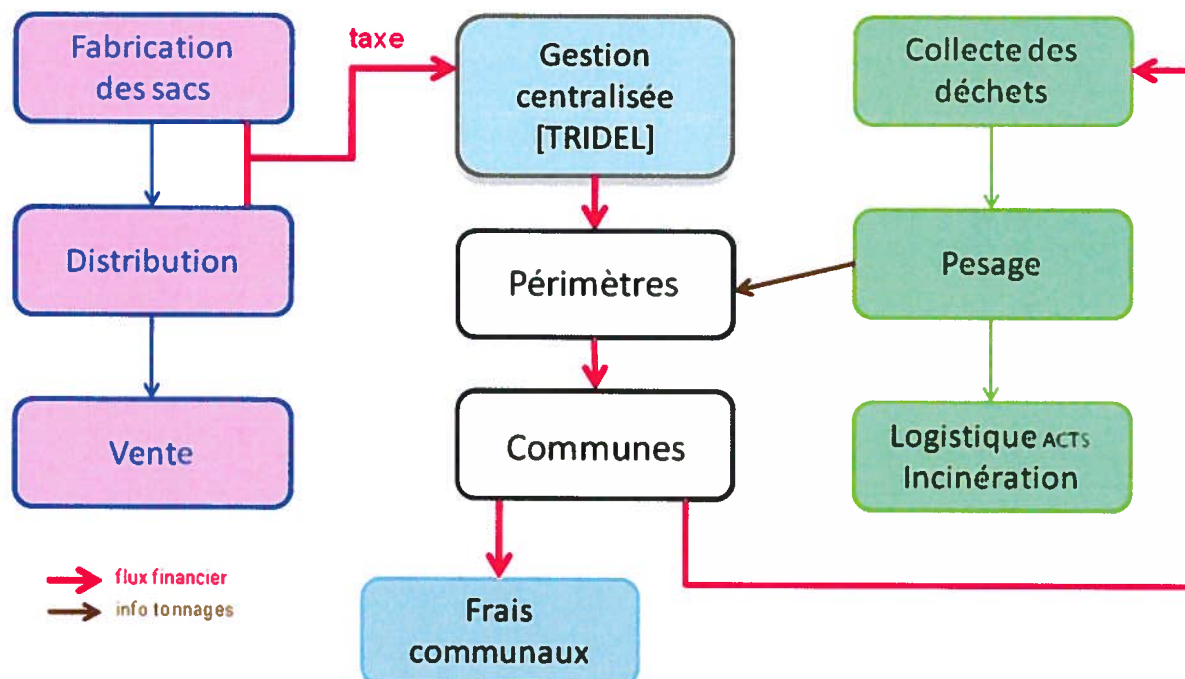 Fabrication
des sacs
taxe
Gestion
centralisée
[TRIDEL]
Collecte des
déchets
Distribution
Périmètres
Pesage
Vente
Communes
Logistique ACTS
Incinération
flux financier
info tonnages
Frais
communaux